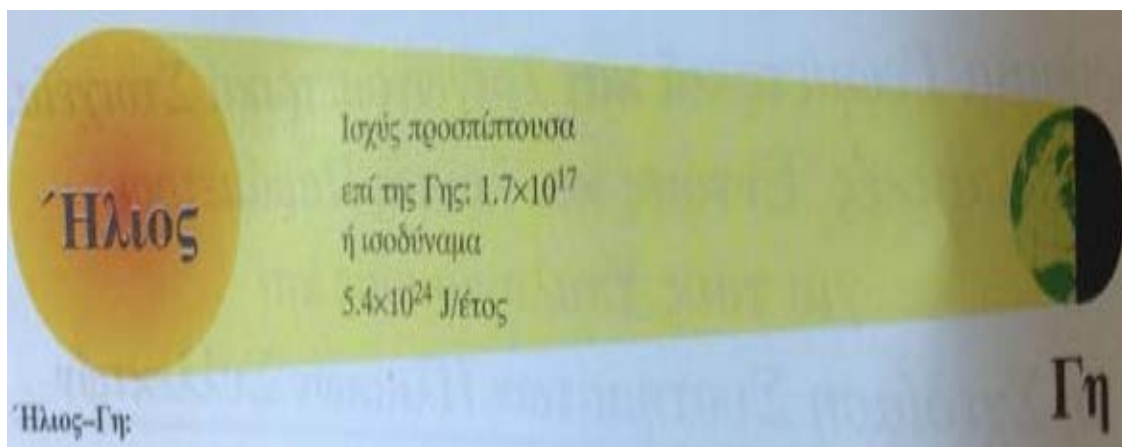 Ήλιος
Ισχύς προσπίπτουσα
επί της Γης: 1.7×10¹⁷
ή ισοδύναμα
5.4×10²⁴ J/έτος
Γη
Ήλιος–Γη: